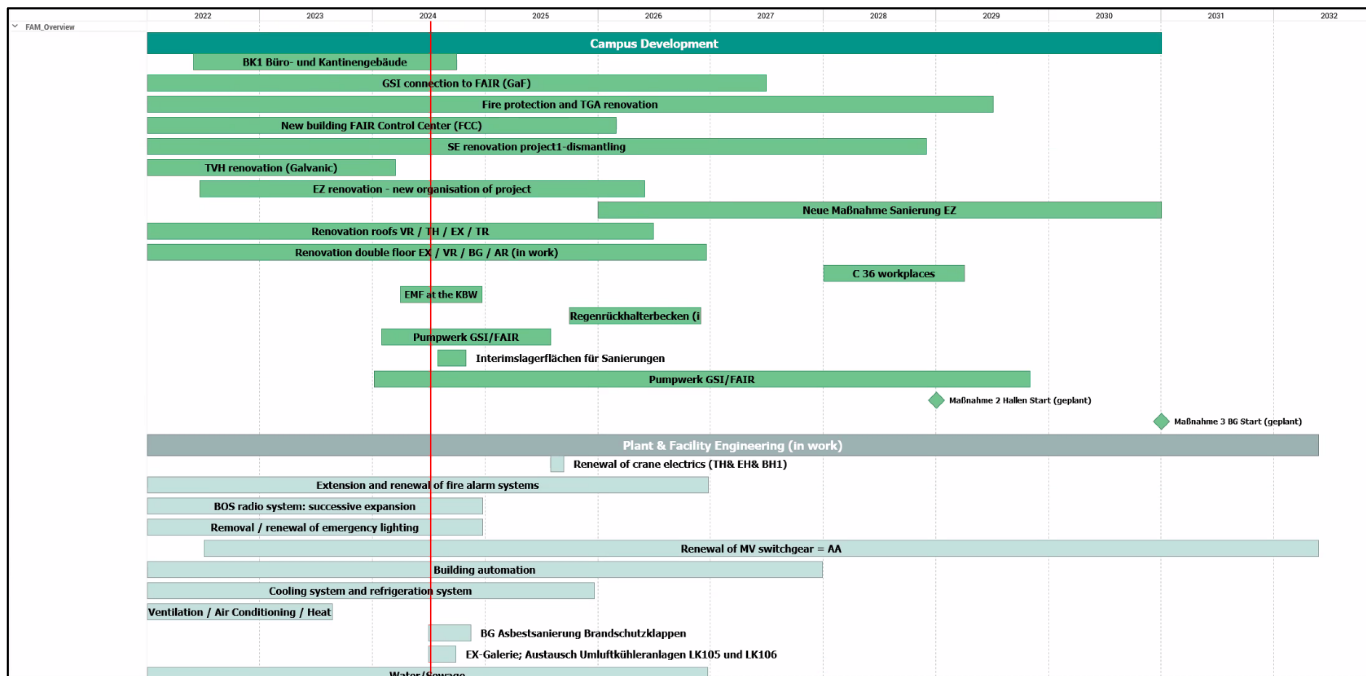 2022 2023 2024 2025 2026 2027 2028 2029 2030 2031 2032
FAM_Overview
Campus Development
BK1 Büro- und Kantinengebäude
GSI connection to FAIR (GaF)
Fire protection and TGA renovation
New building FAIR Control Center (FCC)
SE renovation project1-dismantling
TVH renovation (Galvanic)
EZ renovation - new organisation of project
Neue Maßnahme Sanierung EZ
Renovation roofs VR / TH / EX / TR
Renovation double floor EX / VR / BG / AR (in work)
C 36 workplaces
EMF at the KBW
Regenrückhalterbecken (i
Pumpwerk GSI/FAIR
Interimslagerflächen für Sanierungen
Pumpwerk GSI/FAIR
Maßnahme 2 Hallen Start (geplant)
Maßnahme 3 BG Start (geplant)
Plant & Facility Engineering (in work)
Renewal of crane electrics (TH& EH& BH1)
Extension and renewal of fire alarm systems
BOS radio system: successive expansion
Removal / renewal of emergency lighting
Renewal of MV switchgear = AA
Building automation
Cooling system and refrigeration system
Ventilation / Air Conditioning / Heat
BG Asbestsanierung Brandschutzklappen
EX-Galerie; Austausch Umluftkühleranlagen LK105 und LK106
Water/Sewage